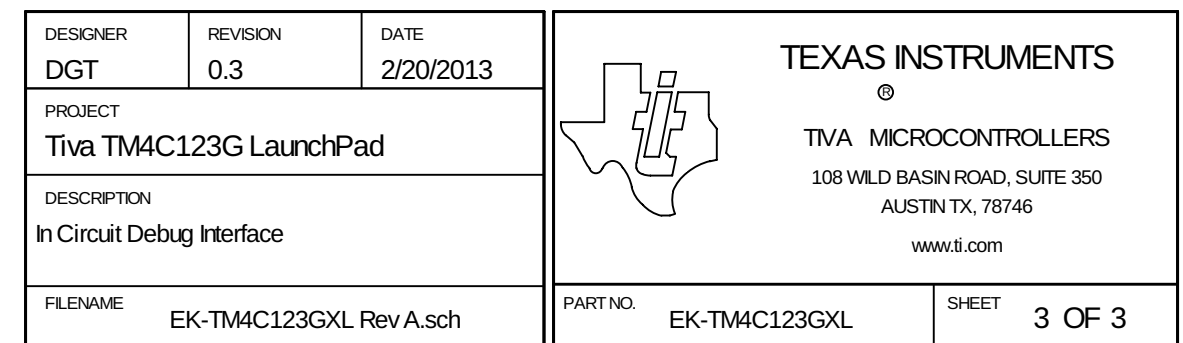 DESIGNER REVISION DATE
DGT 0.3 2/20/2013
PROJECT
Tiva TM4C123G LaunchPad
DESCRIPTION
In Circuit Debug Interface
FILENAME
EK-TM4C123GXL Rev A.sch
TEXAS INSTRUMENTS
®
TIVA MICROCONTROLLERS
108 WILD BASIN ROAD, SUITE 350
AUSTIN TX, 78746
www.ti.com
PART NO.
EK-TM4C123GXL
SHEET
3 OF 3